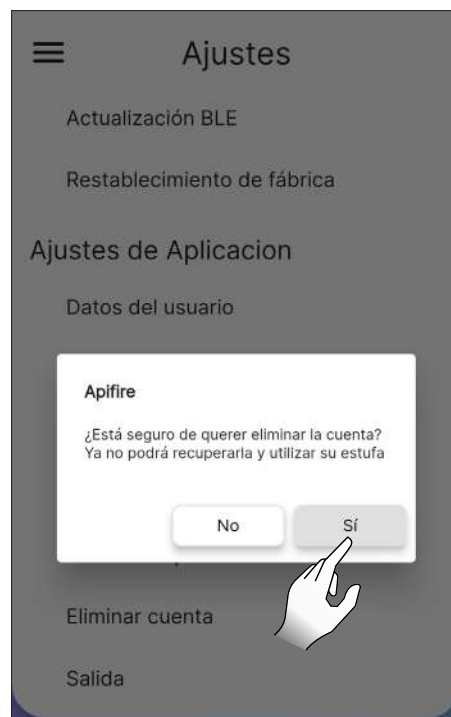 Ajustes
Actualización BLE
Restablecimiento de fábrica
Ajustes de Aplicacion
Datos del usuario
Apifire
¿Está seguro de querer eliminar la cuenta?
Ya no podrá recuperarla y utilizar su estufa
No
Sí
Eliminar cuenta
Salida